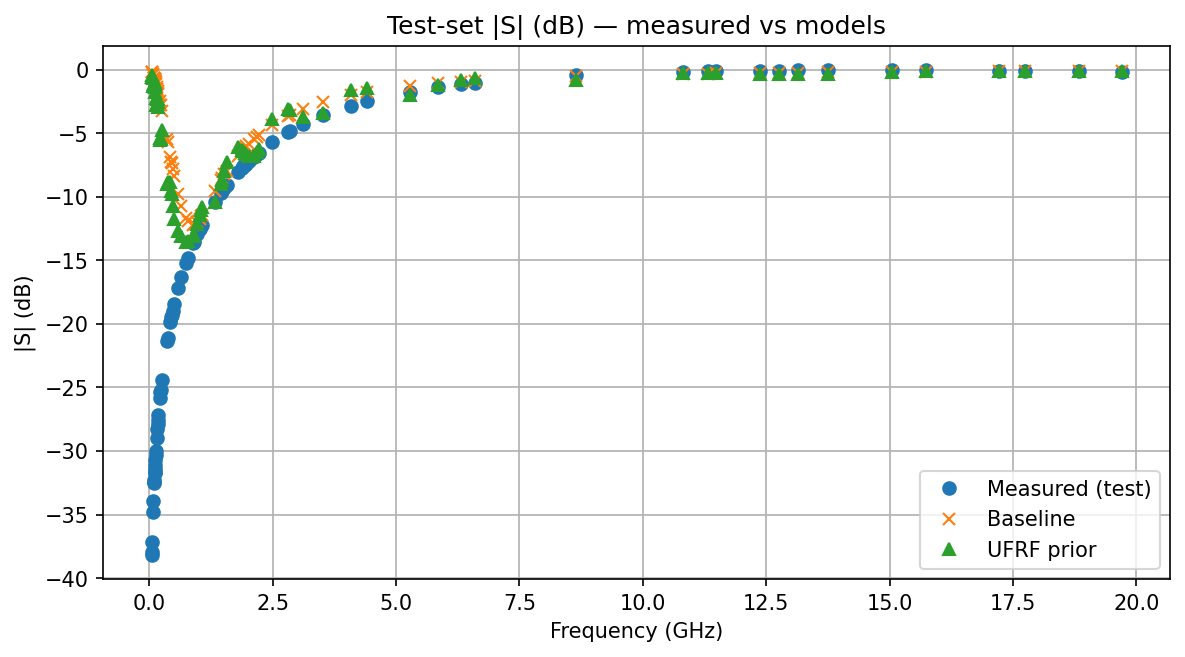 Test-set |S| (dB) — measured vs models
|S| (dB)
0
−5
−10
−15
−20
−25
−30
−35
−40
0.0 2.5 5.0 7.5 10.0 12.5 15.0 17.5 20.0
Frequency (GHz)
Measured (test)
Baseline
UFRF prior